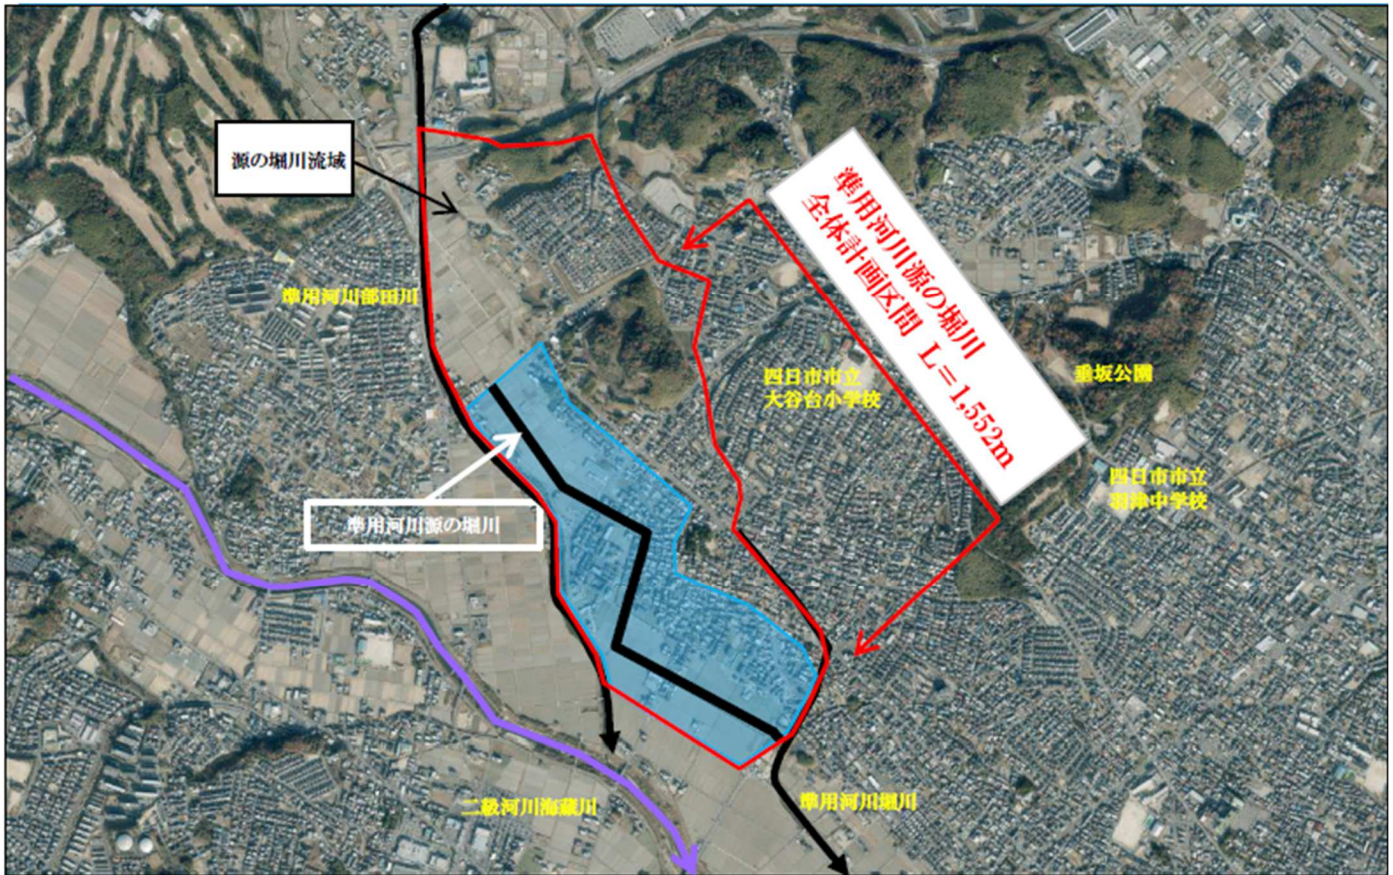 源の堀川流域
準用河川源の堀川
全体計画区間 L=1,552m
準用河川部田川
四日市市立
大谷台小学校
垂坂公園
四日市市立
羽津中学校
準用河川源の堀川
二級河川海蔵川
準用河川堀川